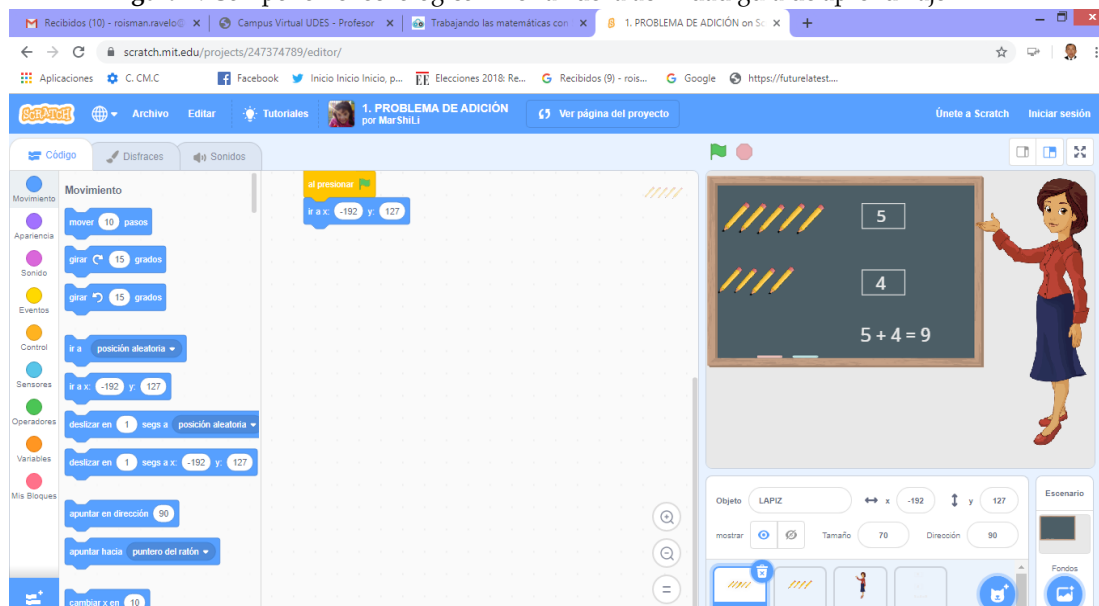 Recibidos (10) - roisman.ravelo@
Campus Virtual UDES - Profesor
Trabajando las matemáticas con
1. PROBLEMA DE ADICIÓN on Sc
scratch.mit.edu/projects/247374789/editor/
Aplicaciones
C. CM.C
Facebook
Inicio Inicio Inicio, p...
EE Elecciones 2018: Re...
Recibidos (9) - rois...
Google
https://futurelatest....
SCRATCH
Archivo
Editar
Tutoriales
1. PROBLEMA DE ADICIÓN
por MarShiLi
Ver página del proyecto
Únete a Scratch
Iniciar sesión
Código
Disfraces
Sonidos
Movimiento
Apariencia
Sonido
Eventos
Control
Sensores
Operadores
Variables
Mis Bloques
Movimiento
mover 10 pasos
girar 15 grados
girar 15 grados
ir a posición aleatoria
ir a x: -192 y: 127
deslizar en 1 segs a posición aleatoria
deslizar en 1 segs a x: -192 y: 127
apuntar en dirección 90
apuntar hacia puntero del ratón
cambiar x en 10
al presionar
ir a x: -192 y: 127
5
4
5 + 4 = 9
Objeto LAPIZ x -192 y 127
mostrar Tamaño 70 Dirección 90
Escenario
Fondos